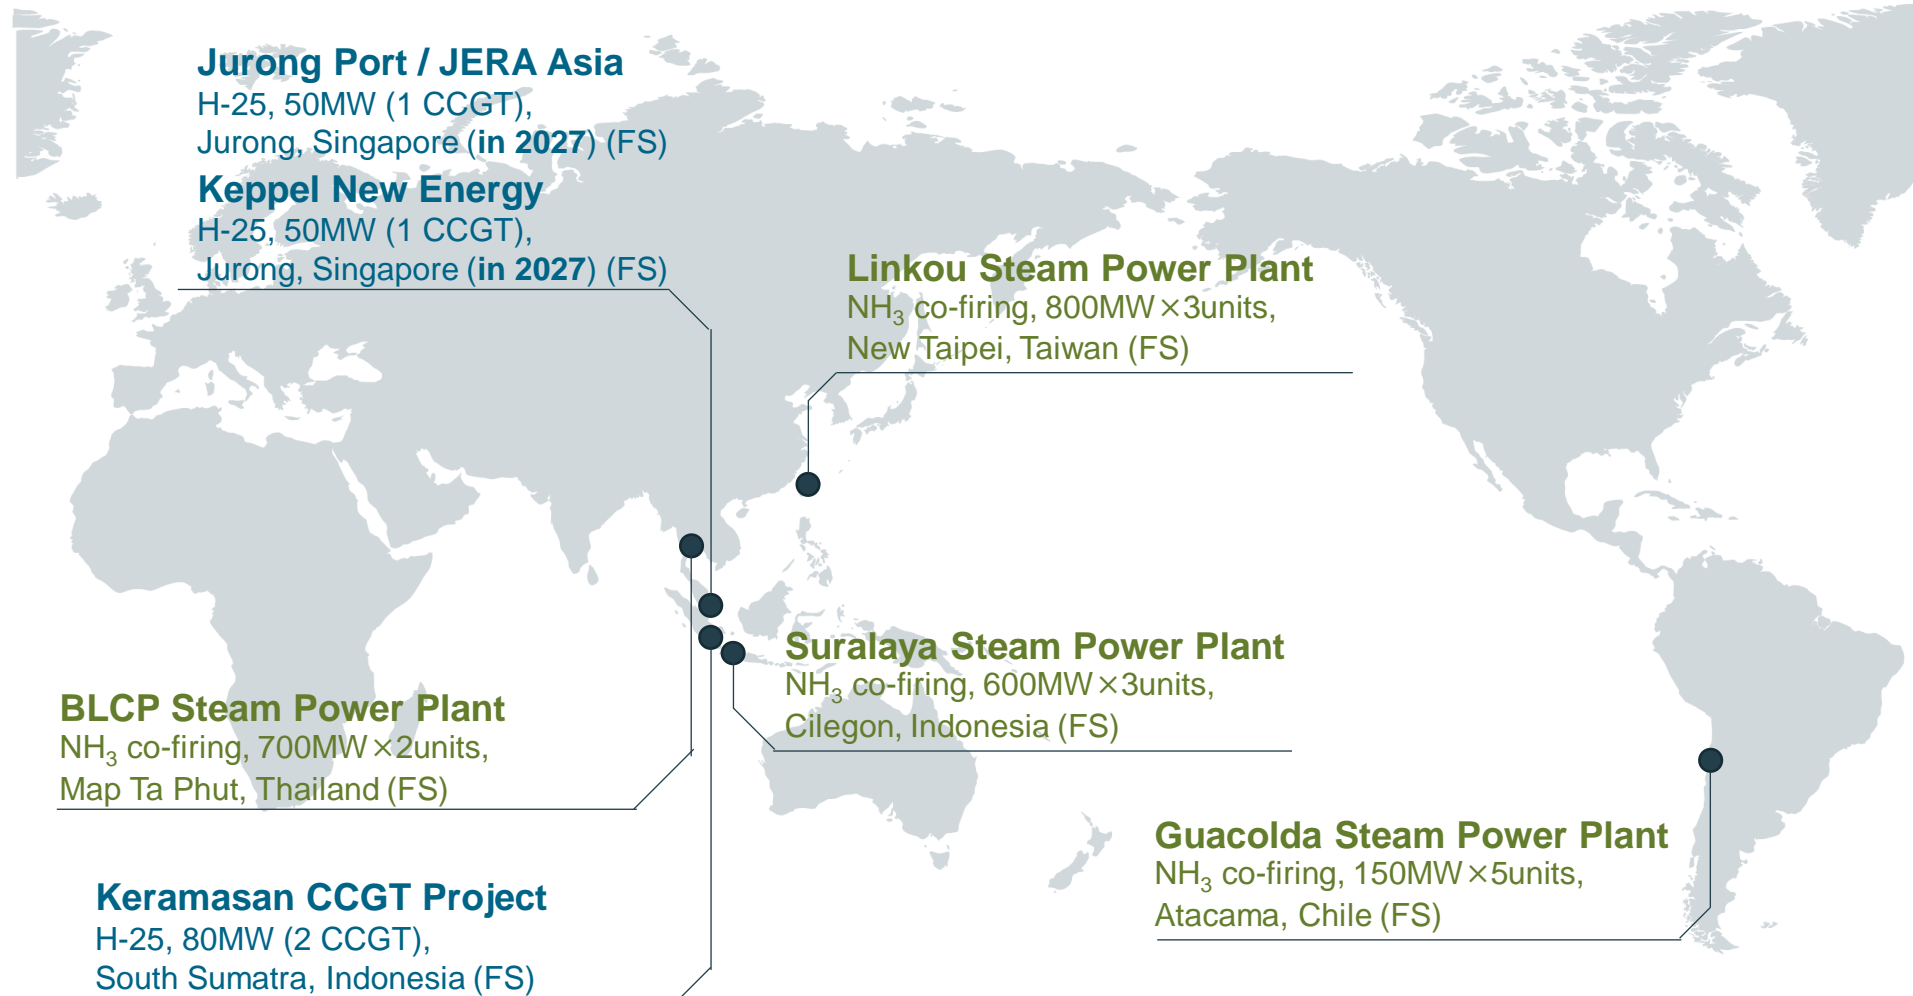 Jurong Port / JERA Asia
H-25, 50MW (1 CCGT),
Jurong, Singapore (in 2027) (FS)
Keppel New Energy
H-25, 50MW (1 CCGT),
Jurong, Singapore (in 2027) (FS)
Linkou Steam Power Plant
NH₃ co-firing, 800MW×3units,
New Taipei, Taiwan (FS)
Suralaya Steam Power Plant
NH₃ co-firing, 600MW×3units,
Cilegon, Indonesia (FS)
BLCP Steam Power Plant
NH₃ co-firing, 700MW×2units,
Map Ta Phut, Thailand (FS)
Guacolda Steam Power Plant
NH₃ co-firing, 150MW×5units,
Atacama, Chile (FS)
Keramasan CCGT Project
H-25, 80MW (2 CCGT),
South Sumatra, Indonesia (FS)